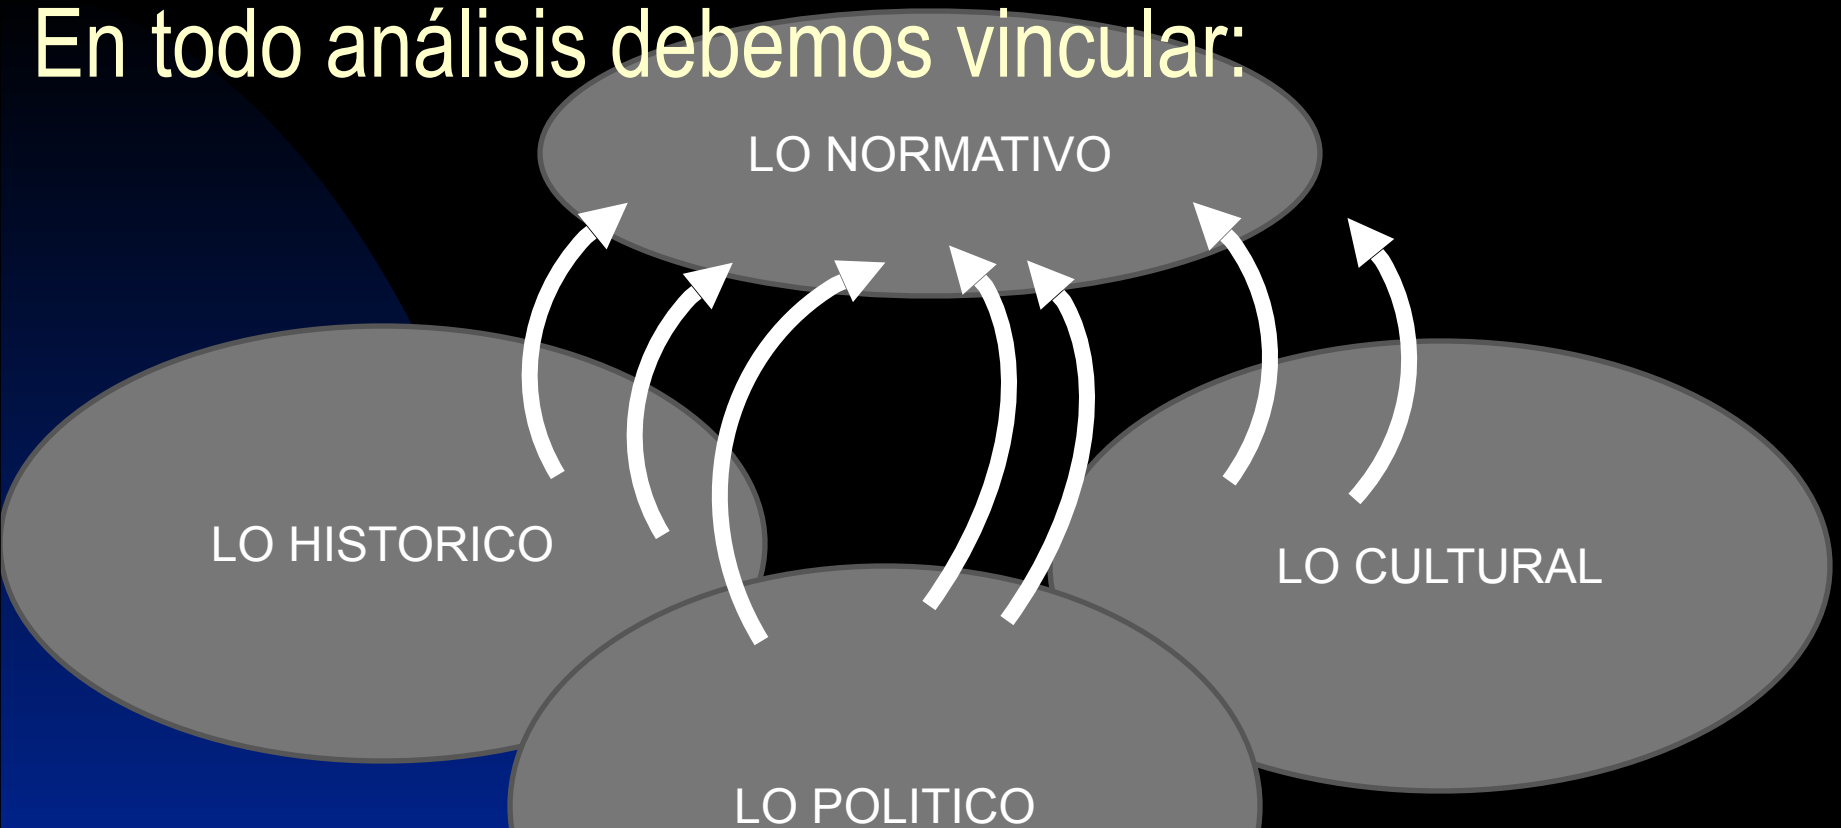 En todo análisis debemos vincular:
LO NORMATIVO
LO HISTORICO
LO CULTURAL
LO POLITICO